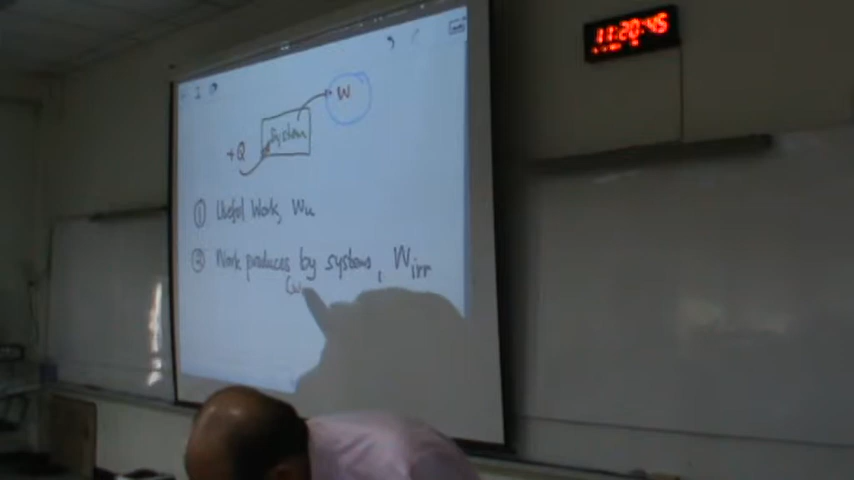 11:20:45
W
System
+Q
① Useful Work, Wu
② Work produces by systems, Wirr
(w